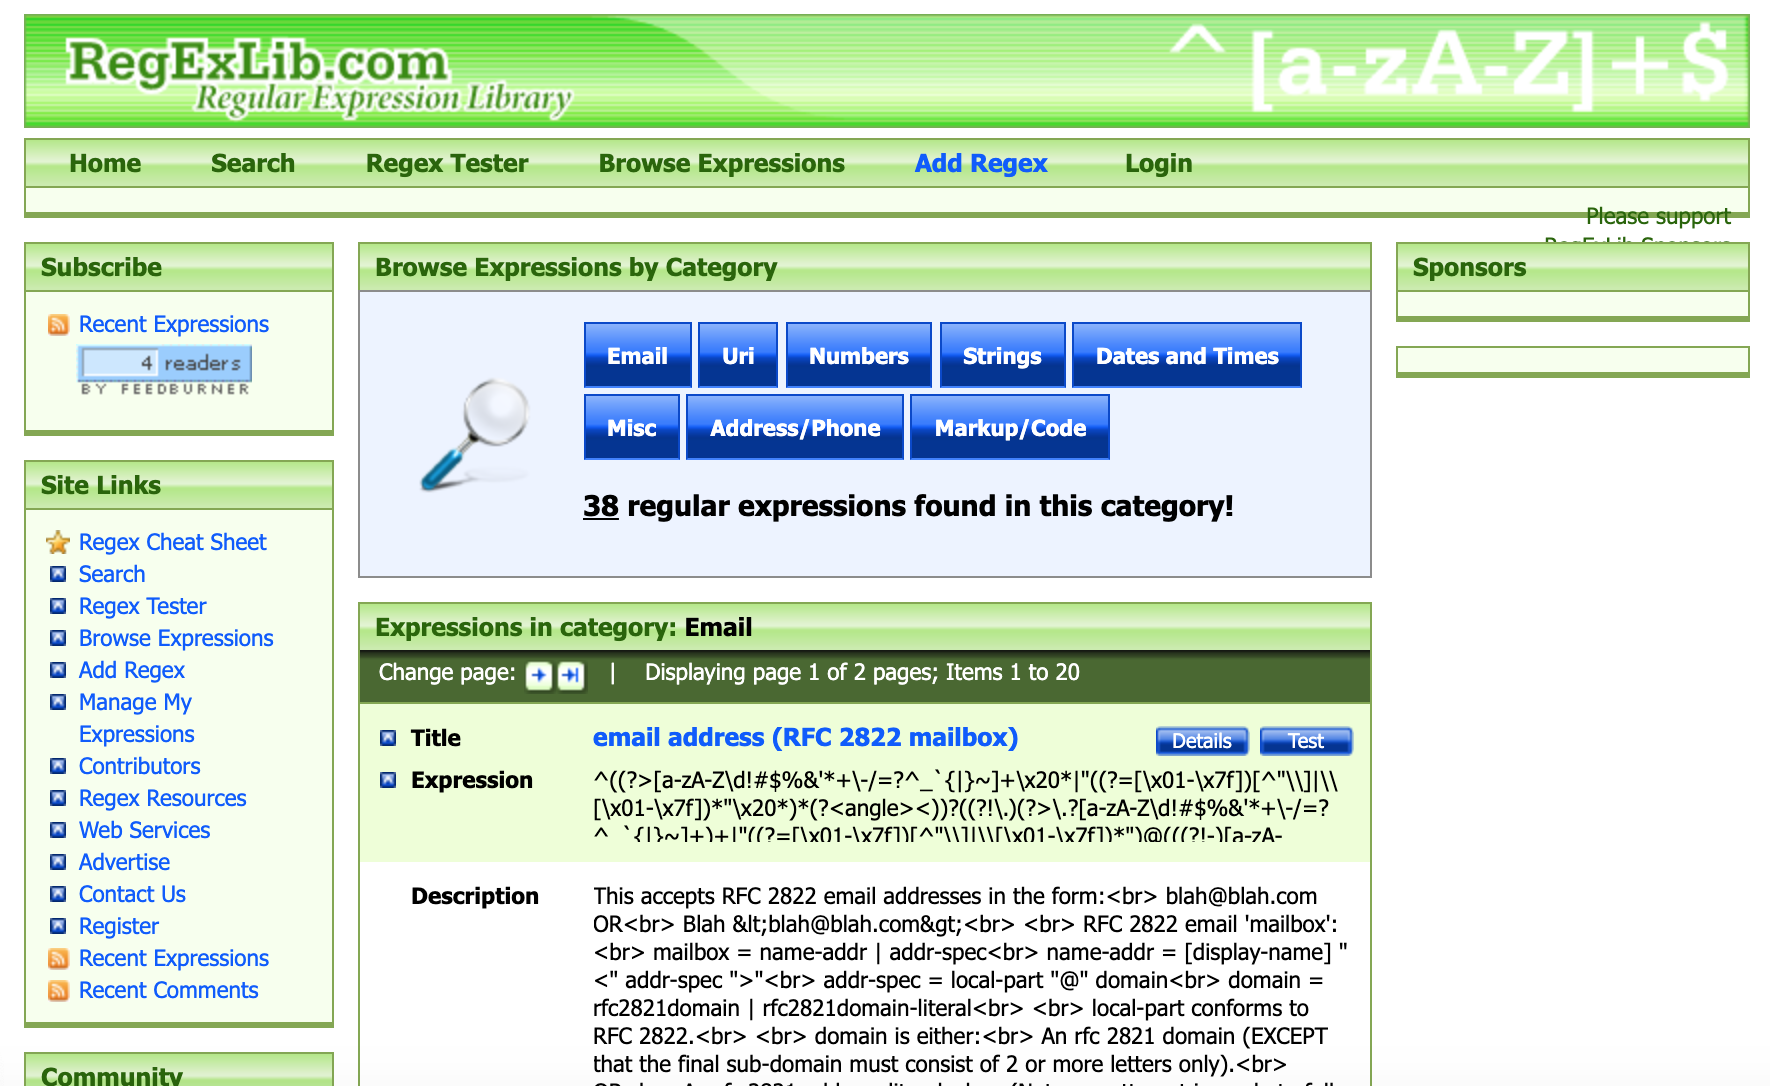 RegExLib.com
Regular Expression Library
^[a-zA-Z]+$
Home
Search
Regex Tester
Browse Expressions
Add Regex
Login
Please support
Subscribe
Recent Expressions
4 readers
BY FEEDBURNER
Site Links
Regex Cheat Sheet
Search
Regex Tester
Browse Expressions
Add Regex
Manage My
Expressions
Contributors
Regex Resources
Web Services
Advertise
Contact Us
Register
Recent Expressions
Recent Comments
Community
Browse Expressions by Category
Email
Uri
Numbers
Strings
Dates and Times
Misc
Address/Phone
Markup/Code
38 regular expressions found in this category!
Expressions in category: Email
Change page: | Displaying page 1 of 2 pages; Items 1 to 20
Title
email address (RFC 2822 mailbox)
Details
Test
Expression
^((?>[a-zA-Z\d!#$%&'*+\-/=?^_`{|}~]+\x20*|"((?=[\x01-\x7f])[^"\\]|\\
[\x01-\x7f])*"\x20*)*(?<angle><))?((?!\.)(?>\.?[a-zA-Z\d!#$%&'*+\-/=?
^_`{|}~]+)+|"((?=[\x01-\x7f])[^"\\]|\\[\x01-\x7f])*")@(((?!-)[a-zA-
Description
This accepts RFC 2822 email addresses in the form:<br> blah@blah.com
OR<br> Blah &lt;blah@blah.com&gt;<br> <br> RFC 2822 email 'mailbox':
<br> mailbox = name-addr | addr-spec<br> name-addr = [display-name] "
<" addr-spec ">"<br> addr-spec = local-part "@" domain<br> domain =
rfc2821domain | rfc2821domain-literal<br> <br> local-part conforms to
RFC 2822.<br> <br> domain is either:<br> An rfc 2821 domain (EXCEPT
that the final sub-domain must consist of 2 or more letters only).<br>
Sponsors